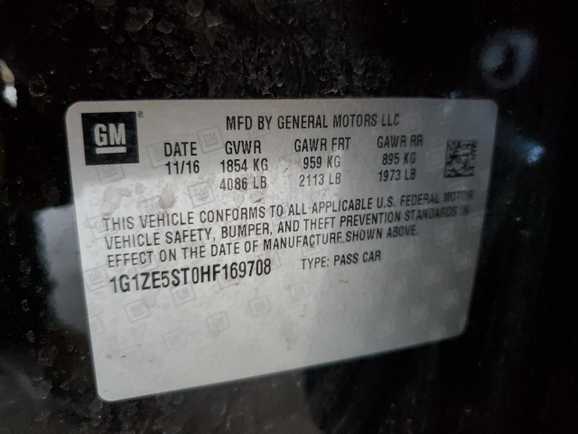 GM
MFD BY GENERAL MOTORS LLC
DATE GVWR GAWR FRT GAWR RR
11/16 1854 KG 959 KG 895 KG
4086 LB 2113 LB 1973 LB
THIS VEHICLE CONFORMS TO ALL APPLICABLE U.S. FEDERAL MOTOR
VEHICLE SAFETY, BUMPER, AND THEFT PREVENTION STANDARDS IN
EFFECT ON THE DATE OF MANUFACTURE SHOWN ABOVE.
1G1ZE5ST0HF169708 TYPE: PASS CAR